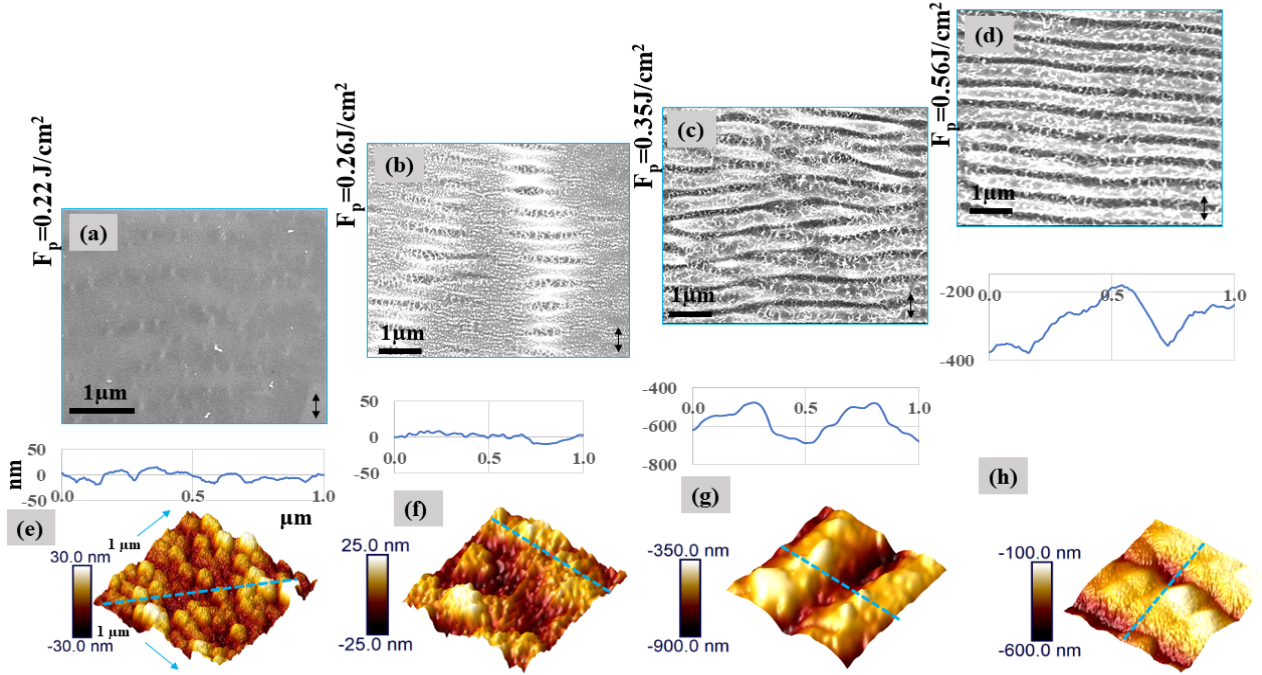 F_p=0.22 J/cm²
(a)
1μm
F_p=0.26J/cm²
(b)
1μm
F_p=0.35J/cm²
(c)
1μm
F_p=0.56J/cm²
(d)
1μm
nm
50
0
-50
0.0
0.5
1.0
μm
50
0
-50
0.0
0.5
1.0
-400
-600
-800
0.0
0.5
1.0
-200
-400
0.0
0.5
1.0
(e)
1 μm
1 μm
30.0 nm
-30.0 nm
(f)
25.0 nm
-25.0 nm
(g)
-350.0 nm
-900.0 nm
(h)
-100.0 nm
-600.0 nm